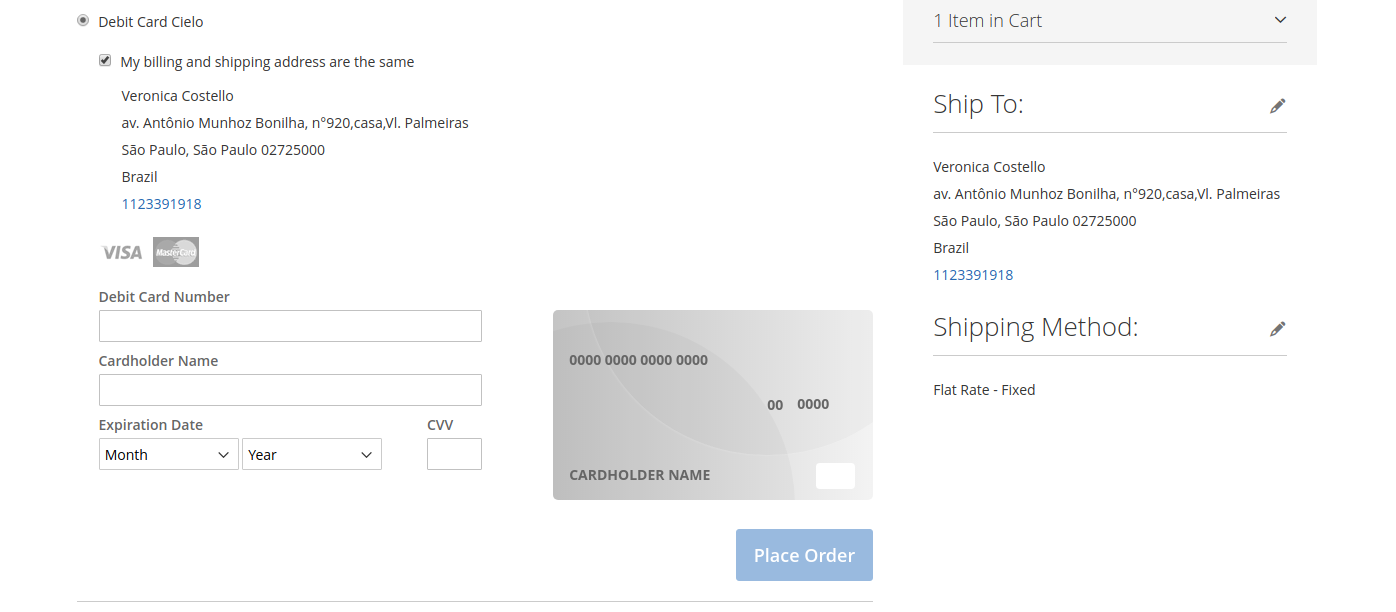 Debit Card Cielo
My billing and shipping address are the same
Veronica Costello
av. Antônio Munhoz Bonilha, n°920,casa,Vl. Palmeiras
São Paulo, São Paulo 02725000
Brazil
1123391918
VISA MasterCard
Debit Card Number
Cardholder Name
Expiration Date CVV
Month Year
0000 0000 0000 0000
00 0000
CARDHOLDER NAME
Place Order
1 Item in Cart
Ship To:
Veronica Costello
av. Antônio Munhoz Bonilha, n°920,casa,Vl. Palmeiras
São Paulo, São Paulo 02725000
Brazil
1123391918
Shipping Method:
Flat Rate - Fixed